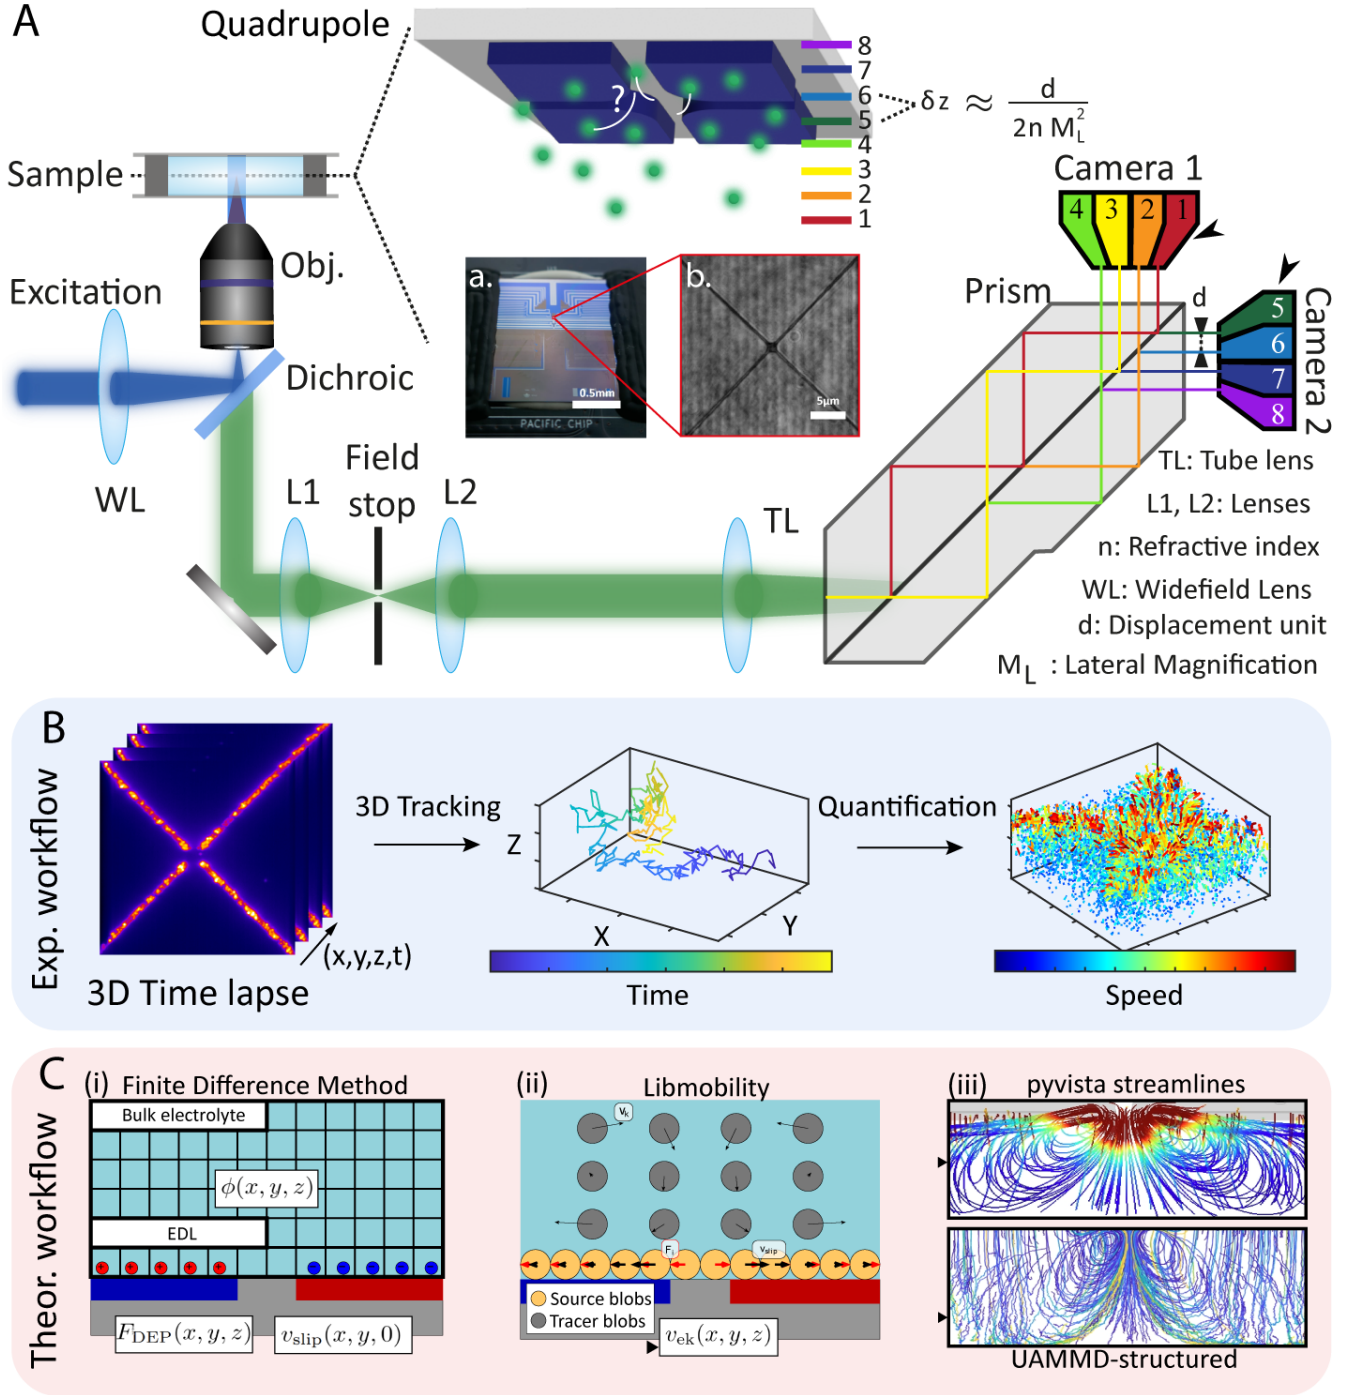 A
Quadrupole
8
7
6
5
4
3
2
1
δz ≈ d / 2n M_L^2
?
Sample
Obj.
Excitation
Dichroic
WL
Field
stop
L1
L2
TL
a.
0.5mm
PACIFIC CHIP
b.
5µm
Camera 1
4 3 2 1
Prism
d
5
6
7
8
Camera 2
TL: Tube lens
L1, L2: Lenses
n: Refractive index
WL: Widefield Lens
d: Displacement unit
M_L : Lateral Magnification
B
Exp. workflow
3D Time lapse
(x,y,z,t)
3D Tracking
Z
X
Y
Time
Quantification
Speed
C
Theor. workflow
(i) Finite Difference Method
Bulk electrolyte
ϕ(x, y, z)
EDL
+ + + + + − − − − −
F_DEP(x, y, z)
v_slip(x, y, 0)
(ii) Libmobility
v_k
F_i
v_slip
Source blobs
Tracer blobs
v_ek(x, y, z)
(iii) pyvista streamlines
UAMMD-structured